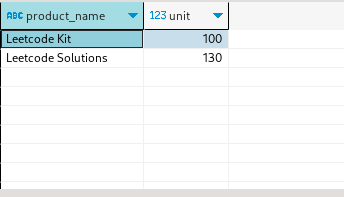 ABC product_name 123 unit
Leetcode Kit 100
Leetcode Solutions 130